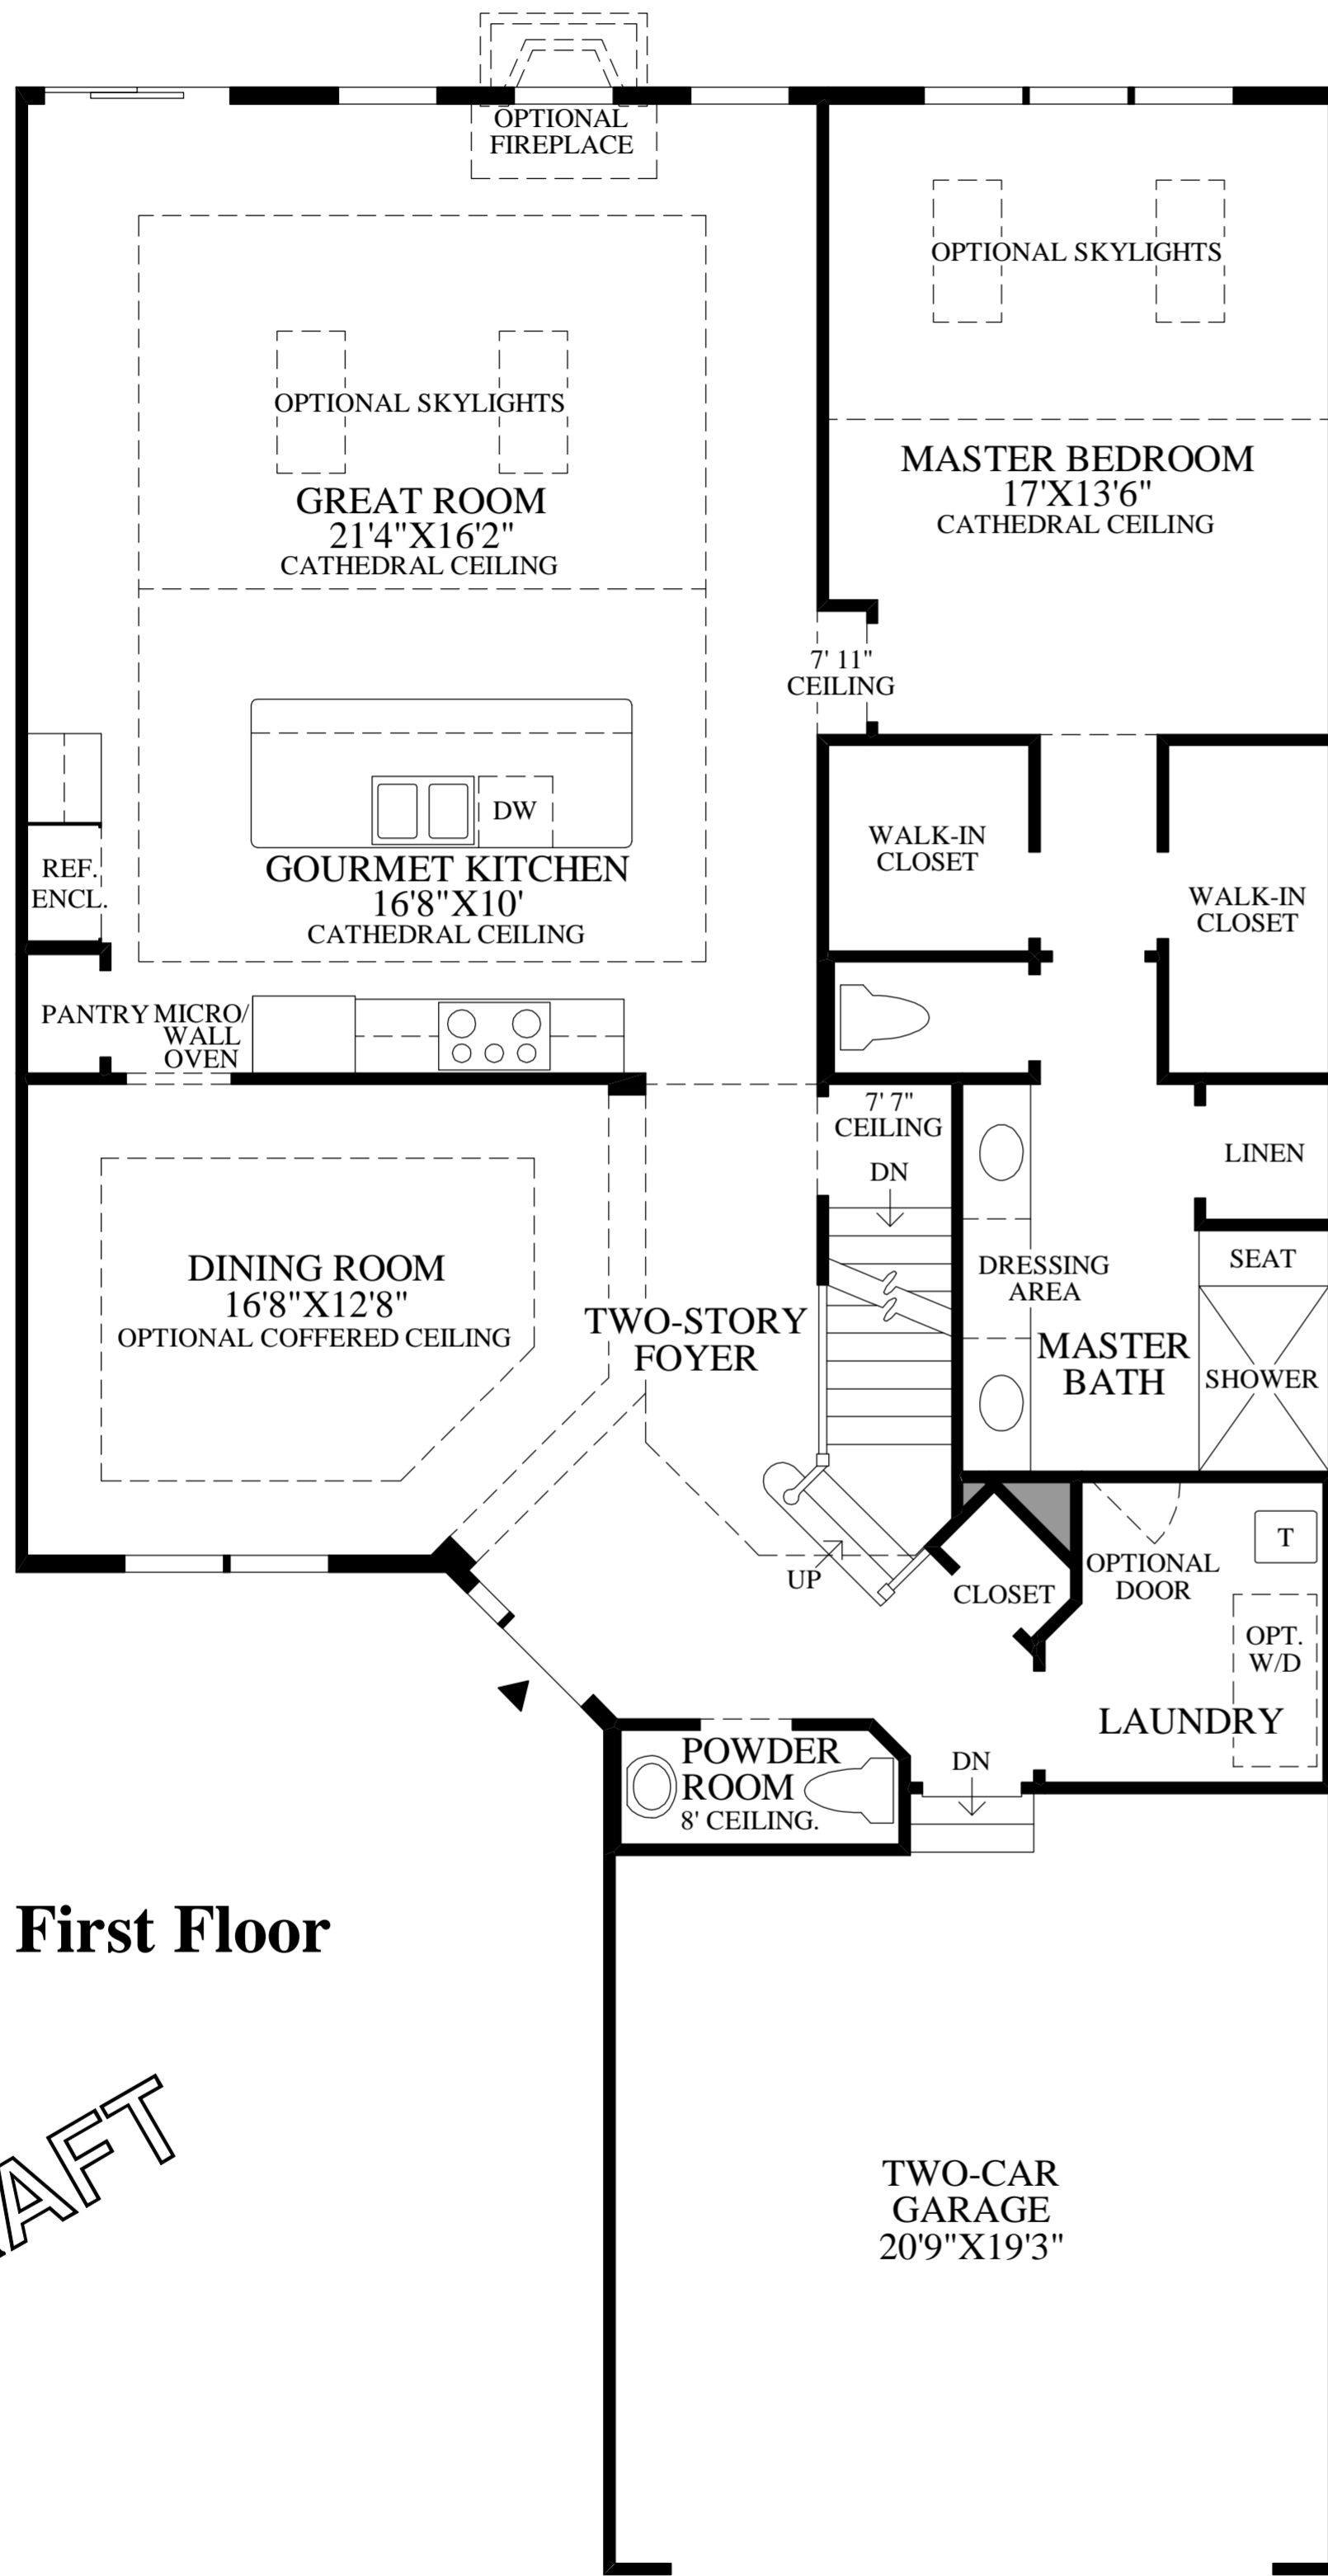 OPTIONAL
FIREPLACE
OPTIONAL SKYLIGHTS
OPTIONAL SKYLIGHTS
GREAT ROOM
21'4"X16'2"
CATHEDRAL CEILING
MASTER BEDROOM
17'X13'6"
CATHEDRAL CEILING
7' 11"
CEILING
DW
REF.
ENCL.
GOURMET KITCHEN
16'8"X10'
CATHEDRAL CEILING
WALK-IN
CLOSET
WALK-IN
CLOSET
PANTRY
MICRO/
WALL
OVEN
7' 7"
CEILING
DN
LINEN
DINING ROOM
16'8"X12'8"
OPTIONAL COFFERED CEILING
TWO-STORY
FOYER
DRESSING
AREA
SEAT
MASTER
BATH
SHOWER
UP
CLOSET
OPTIONAL
DOOR
T
OPT.
W/D
LAUNDRY
POWDER
ROOM
8' CEILING.
DN
First Floor
AFT
TWO-CAR
GARAGE
20'9"X19'3"